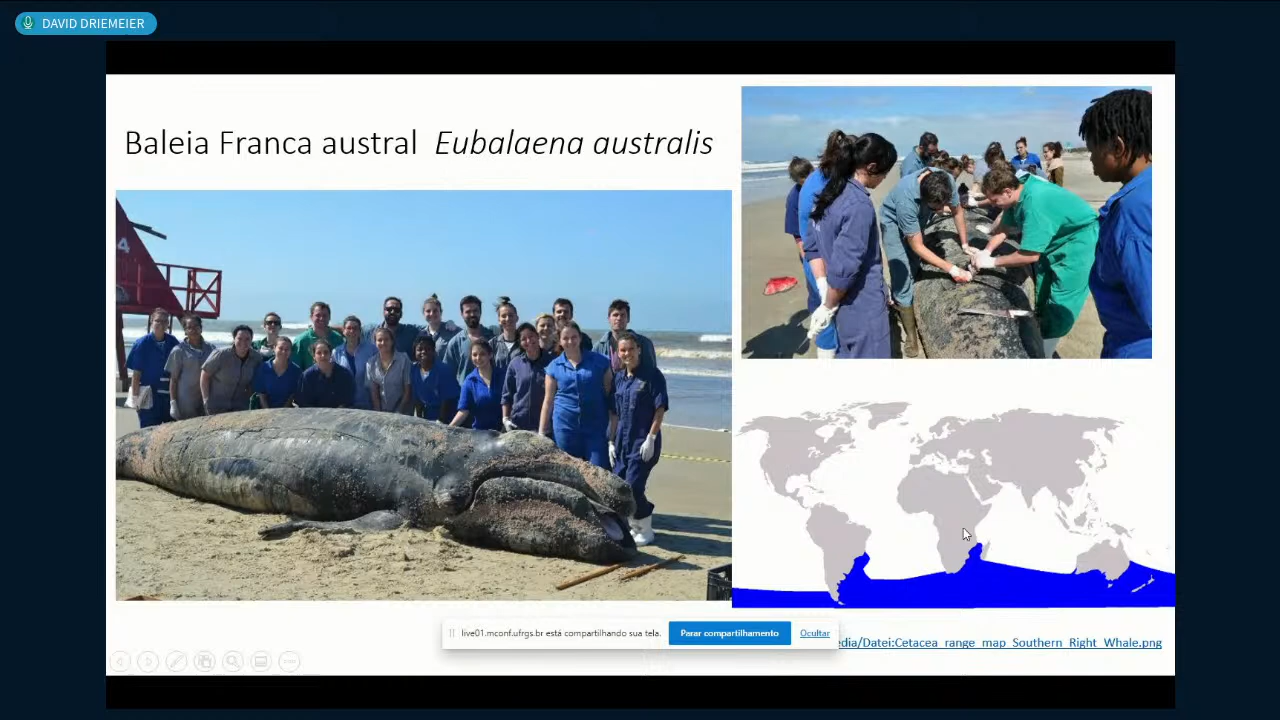 DAVID DRIEMEIER
Baleia Franca austral Eubalaena australis
4
live01.mconf.ufrgs.br está compartilhando sua tela.
Parar compartilhamento
Ocultar
edia/Datei:Cetacea_range_map_Southern_Right_Whale.png